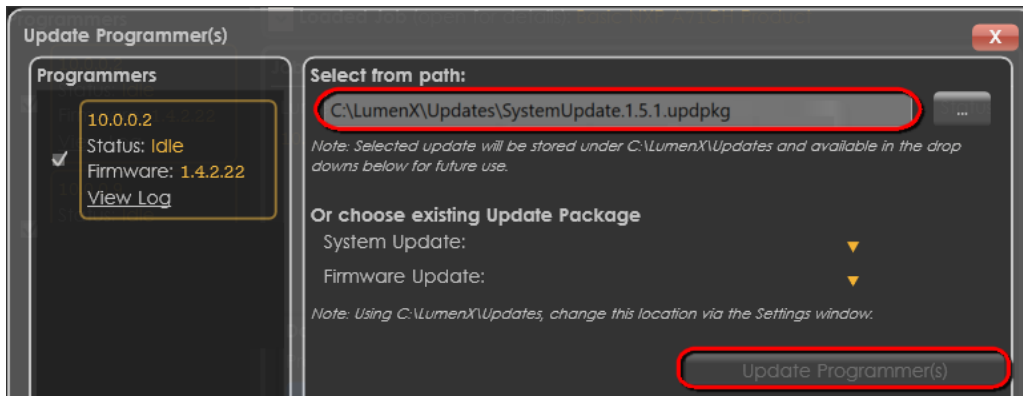 Update Programmer(s)
X
Programmers
10.0.0.2
Status: Idle
Firmware: 1.4.2.22
View Log
Select from path:
C:\LumenX\Updates\SystemUpdate.1.5.1.updpkg
...
Note: Selected update will be stored under C:\LumenX\Updates and available in the drop
downs below for future use.
Or choose existing Update Package
System Update:
Firmware Update:
Note: Using C:\LumenX\Updates, change this location via the Settings window.
Update Programmer(s)